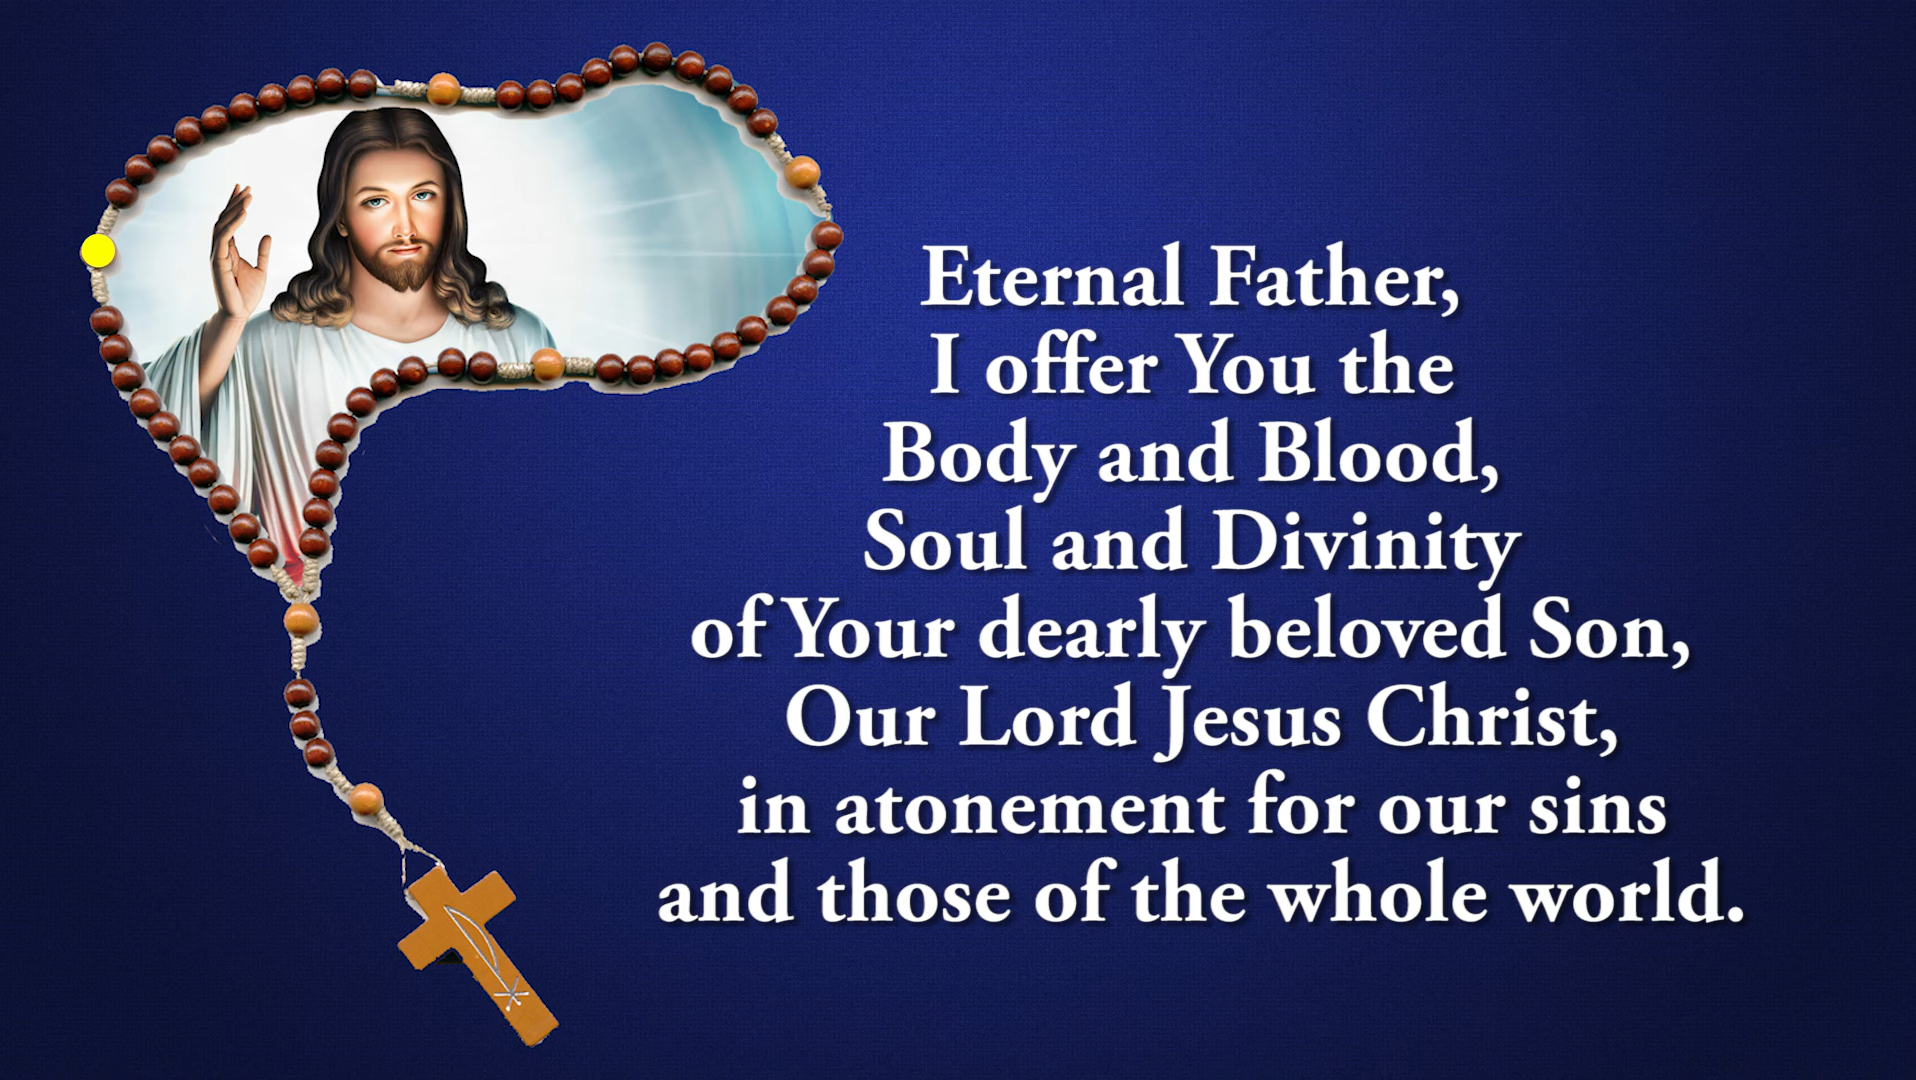 Eternal Father,
I offer You the
Body and Blood,
Soul and Divinity
of Your dearly beloved Son,
Our Lord Jesus Christ,
in atonement for our sins
and those of the whole world.